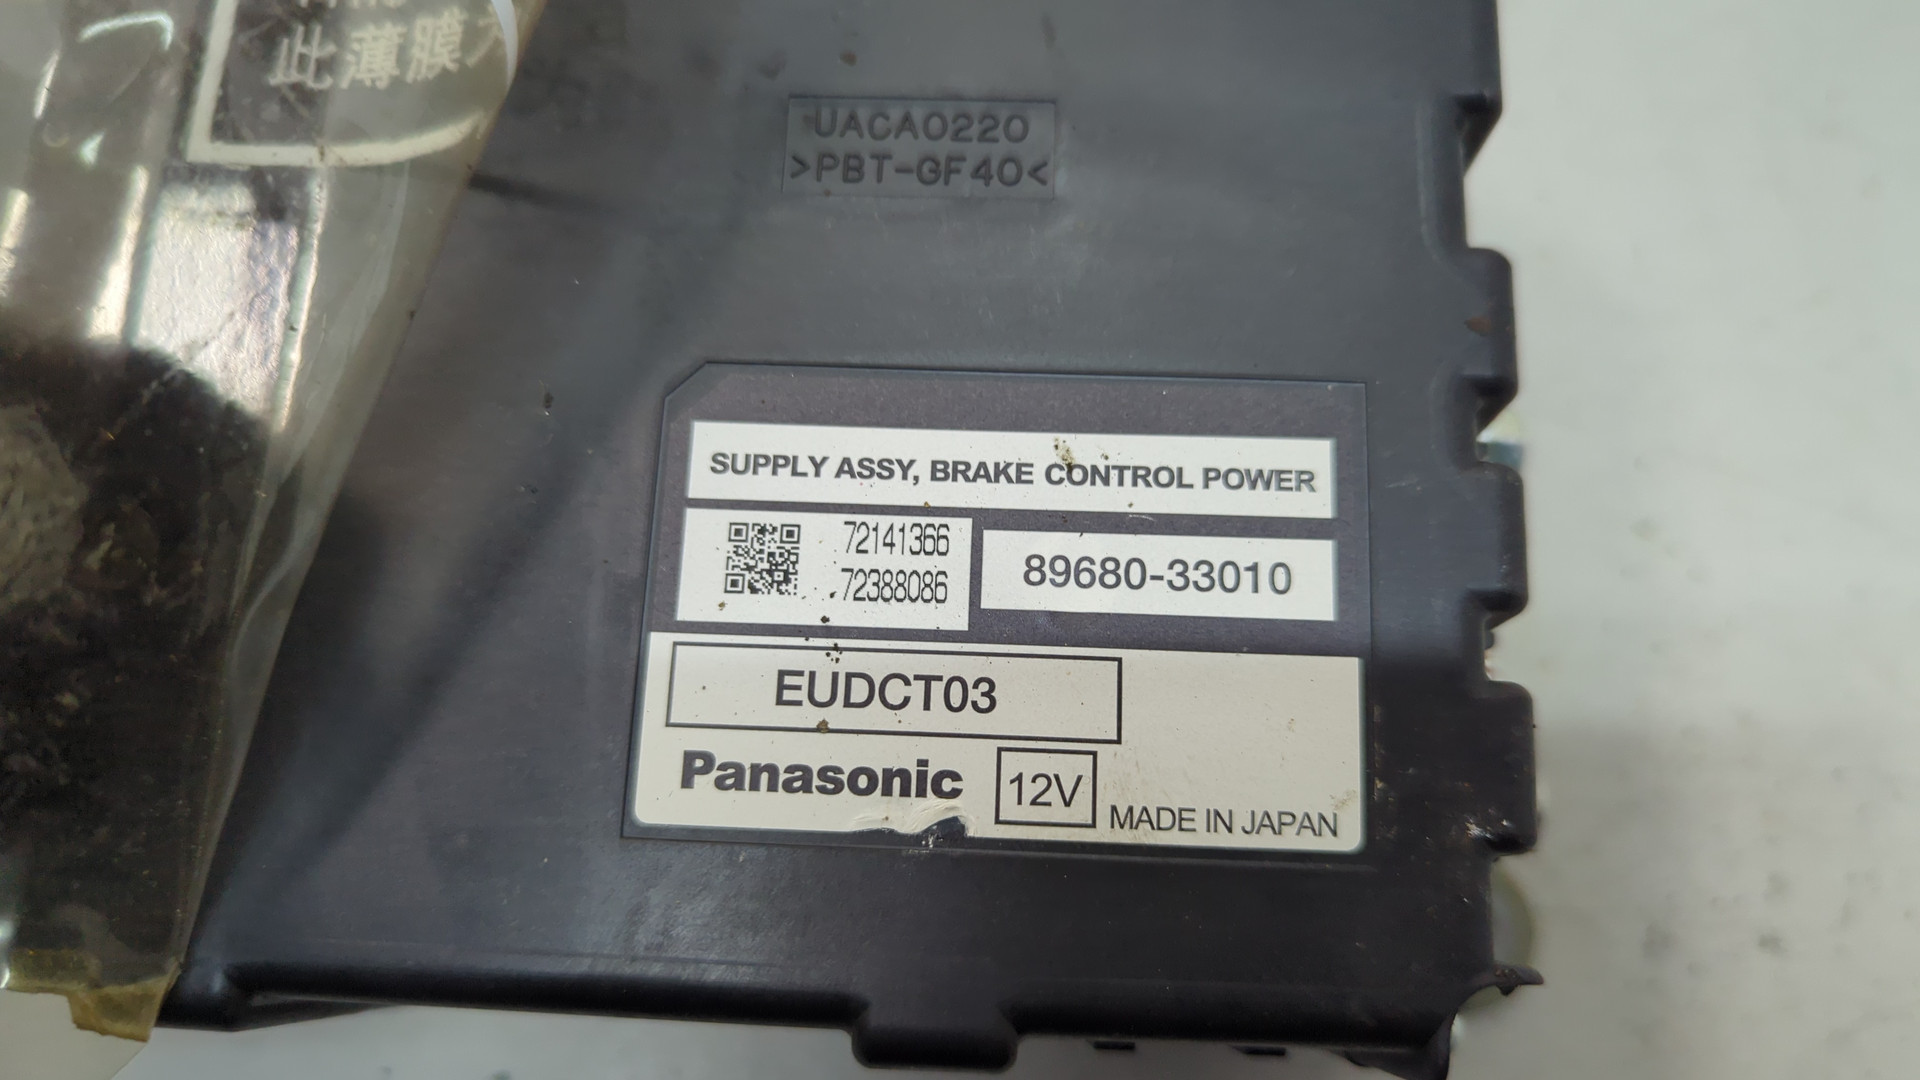 此薄膜
UACA0220
>PBT-GF40<
SUPPLY ASSY, BRAKE CONTROL POWER
72141366
72388086
89680-33010
EUDCT03
Panasonic
12V
MADE IN JAPAN